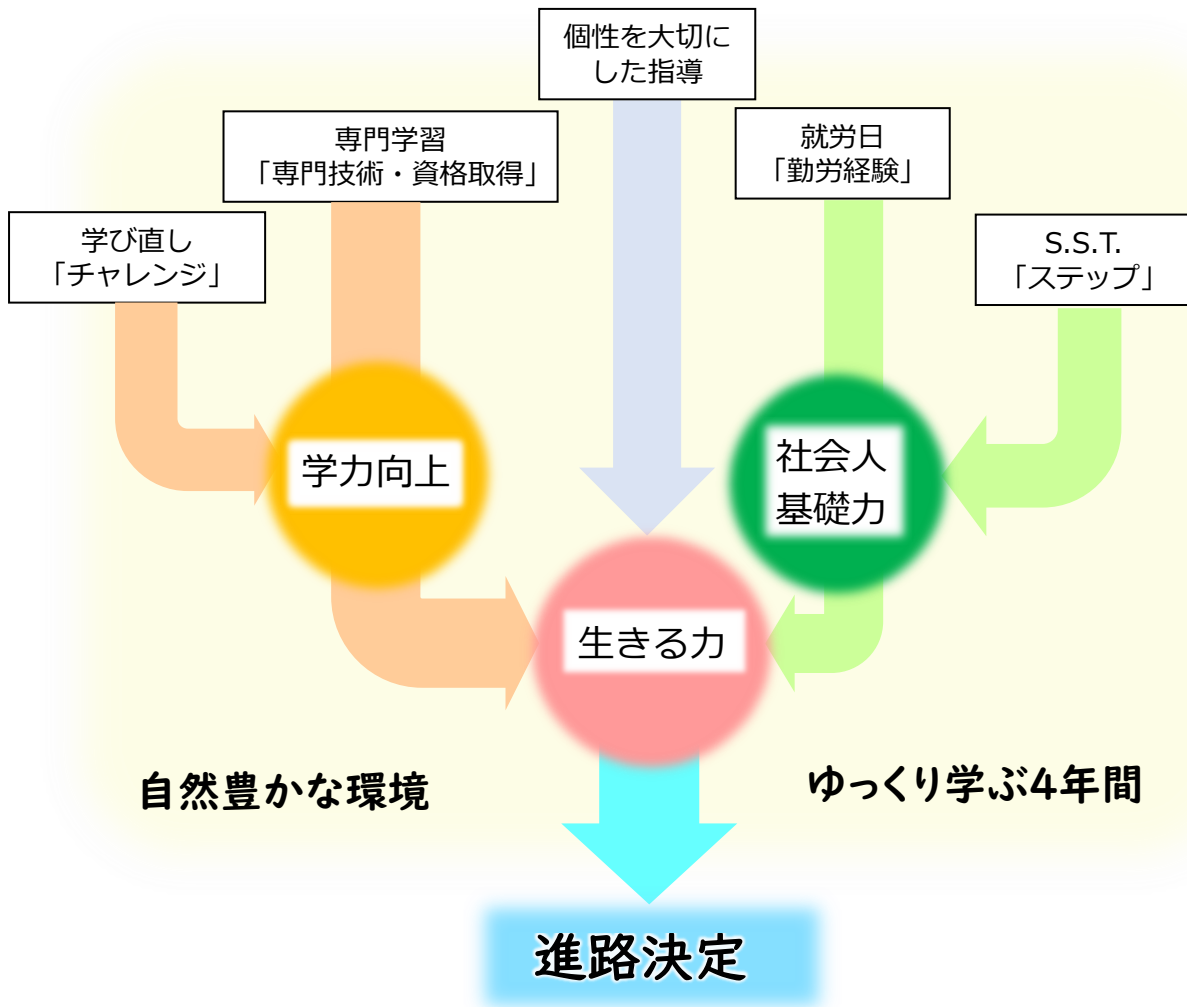 個性を大切に
した指導
専門学習
「専門技術・資格取得」
就労日
「勤労経験」
学び直し
「チャレンジ」
S.S.T.
「ステップ」
学力向上
社会人
基礎力
生きる力
自然豊かな環境
ゆっくり学ぶ4年間
進路決定